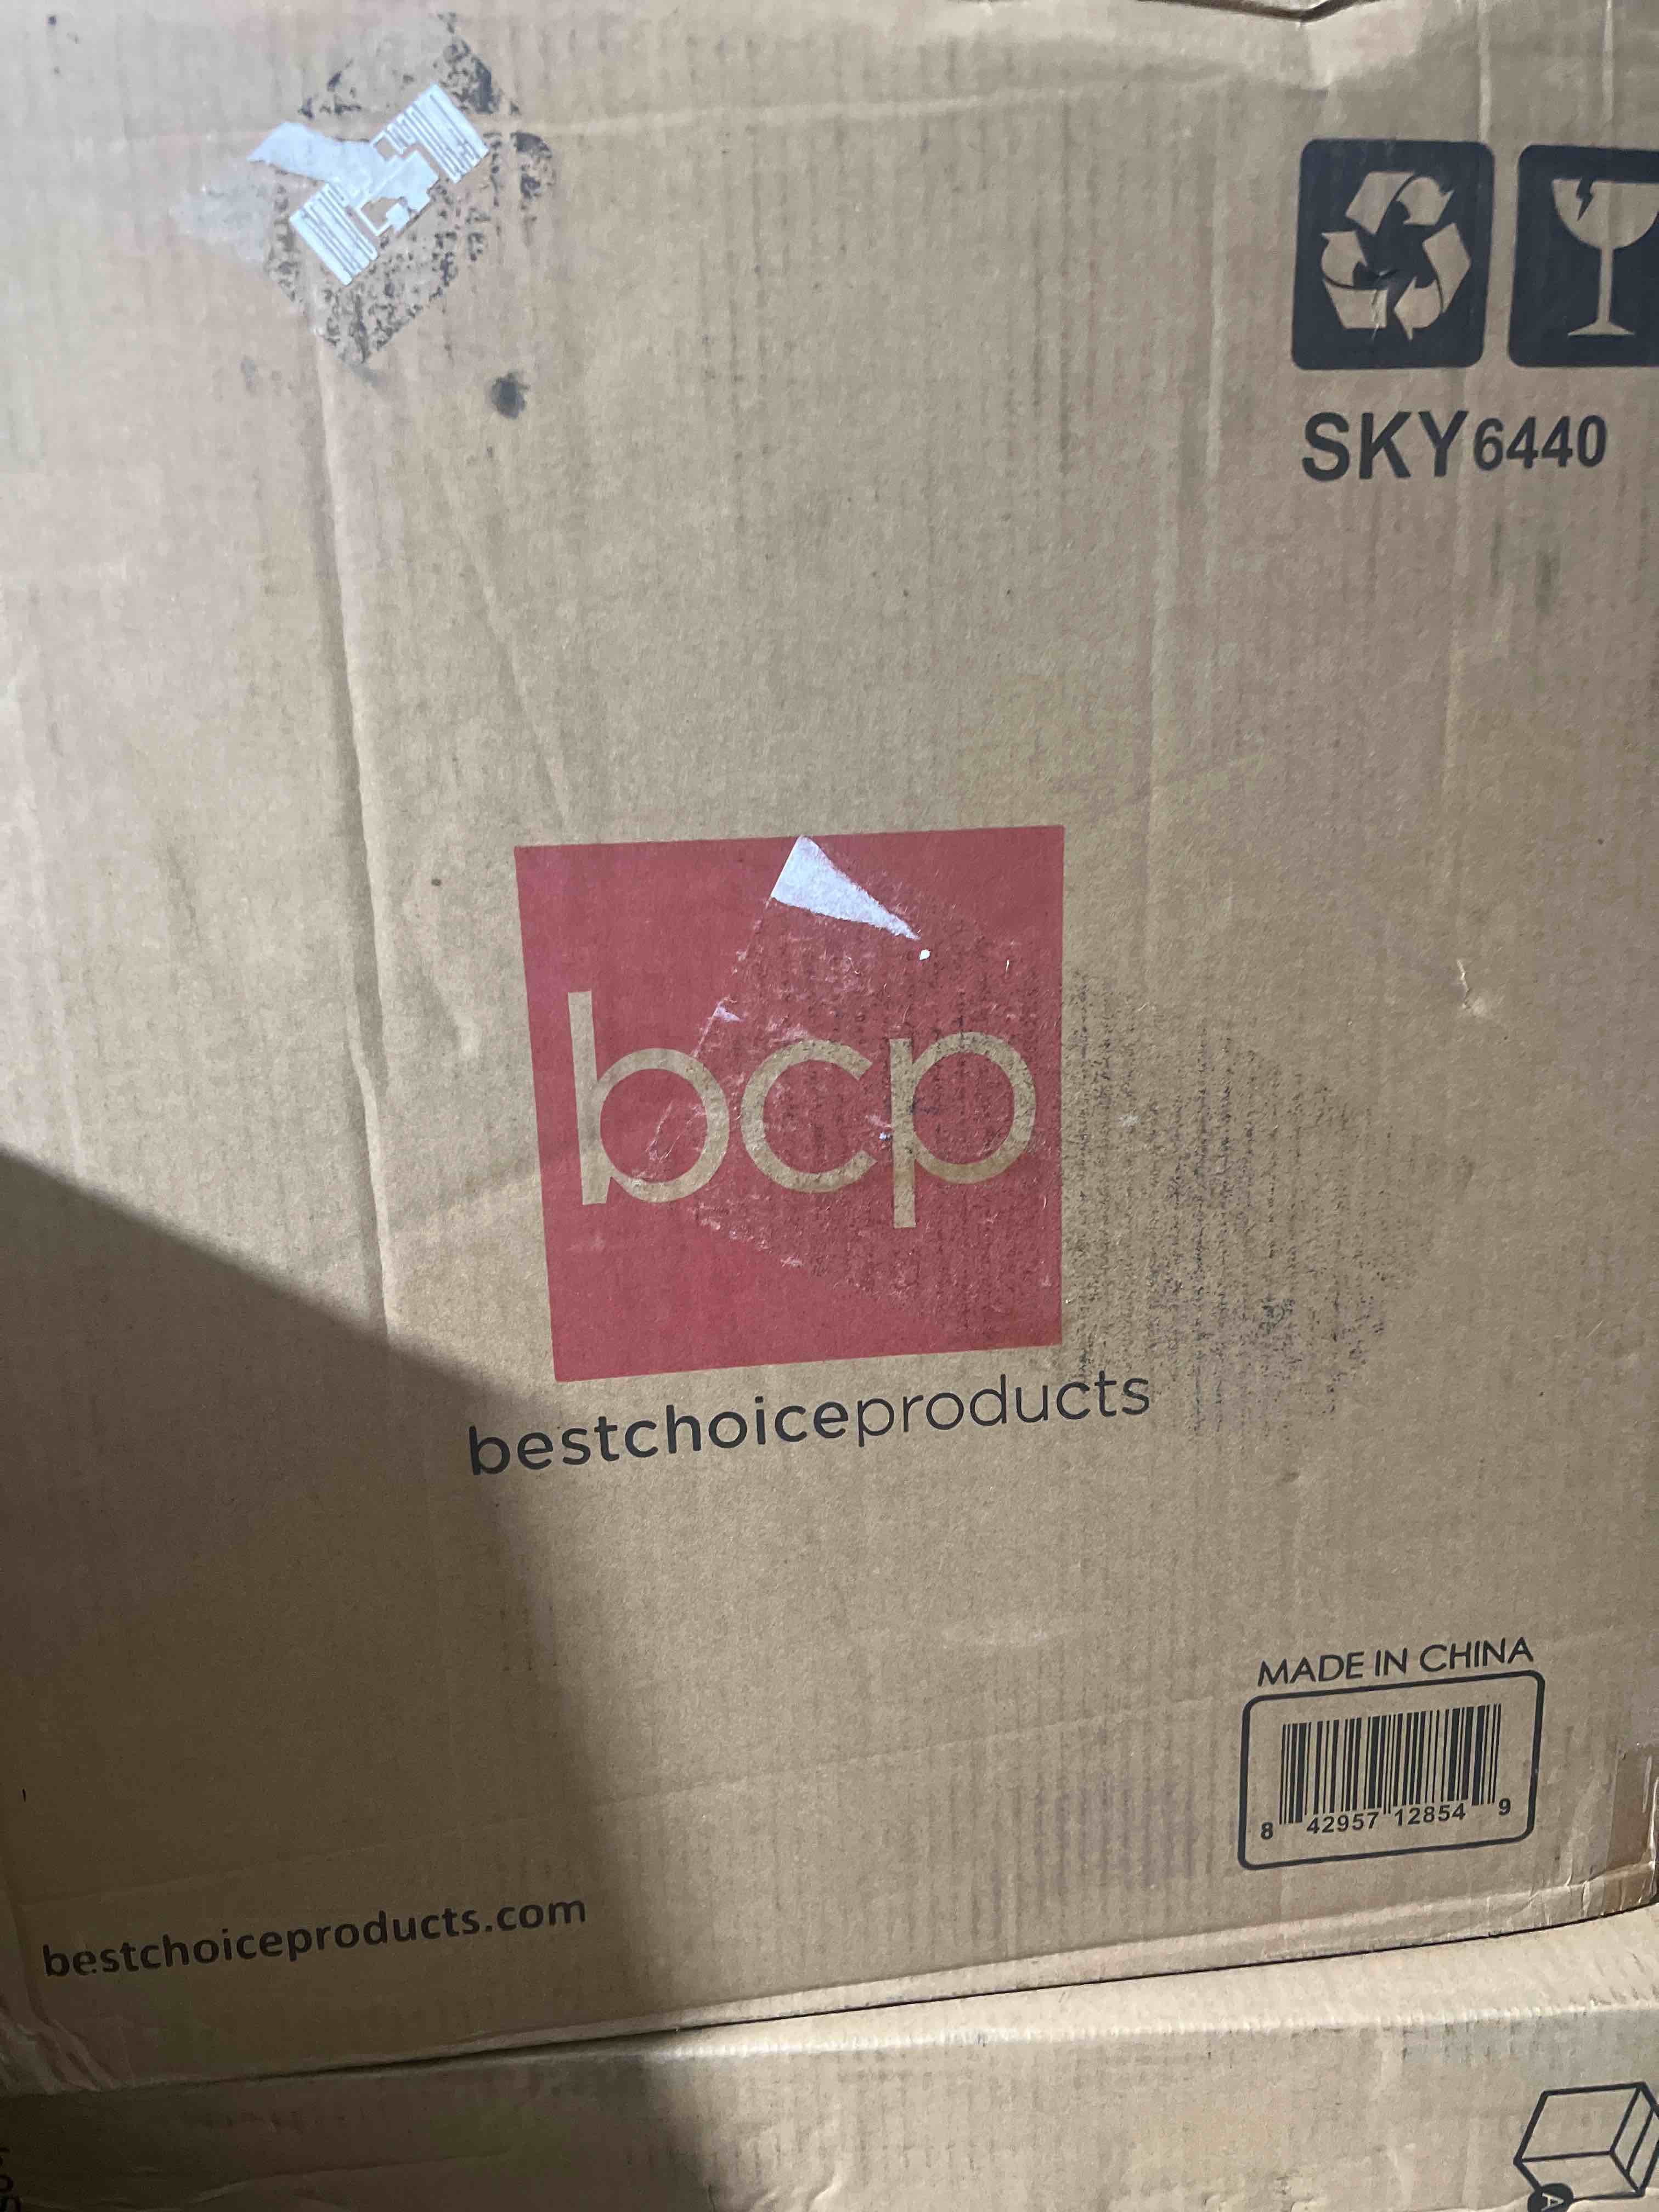 SKY6440
bcp
bestchoiceproducts
MADE IN CHINA
8 42957 12854 9
bestchoiceproducts.com